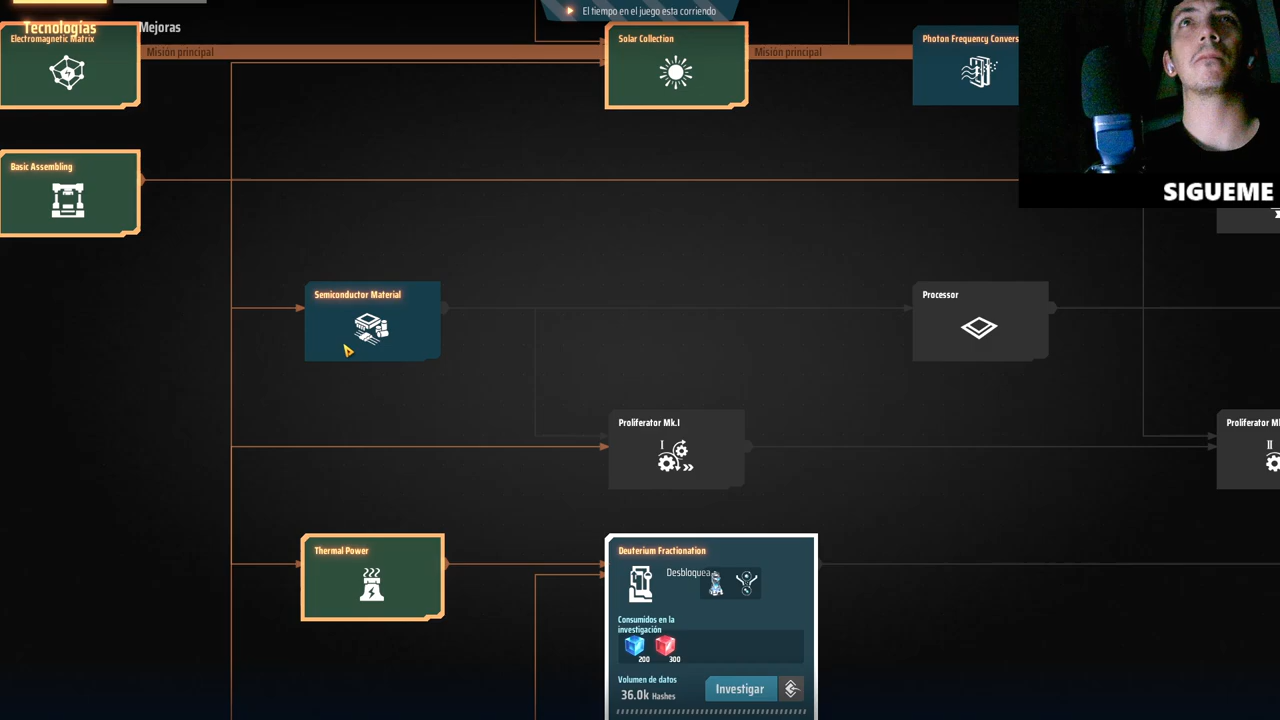 El tiempo en el juego esta corriendo
Tecnologías
Mejoras
Electromagnetic Matrix
Misión principal
Solar Collection
Misión principal
Photon Frequency Convers
Basic Assembling
SIGUEME
Semiconductor Material
Processor
Proliferator Mk.I
I
Proliferator Mk
II
Thermal Power
Deuterium Fractionation
Desbloquea
Consumidos en la
investigación
200
300
Volumen de datos
36.0k Hashes
Investigar